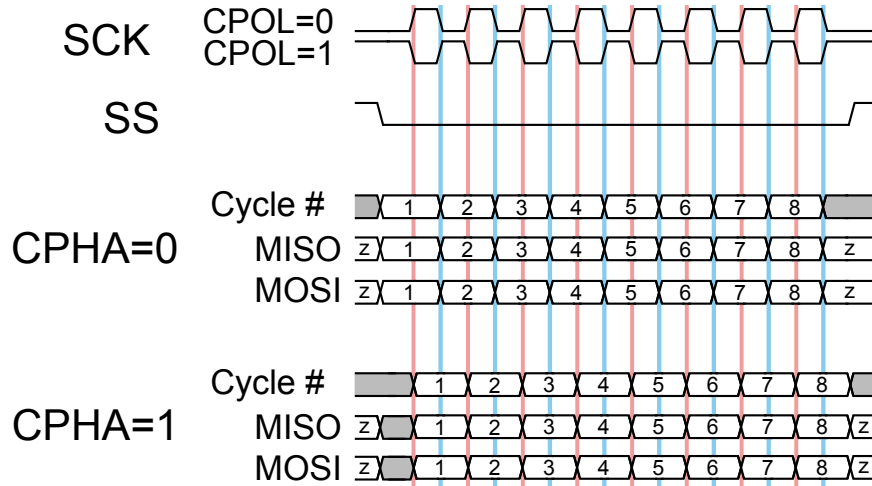 SCK CPOL=0
CPOL=1
SS
Cycle # 1 2 3 4 5 6 7 8
CPHA=0 MISO z 1 2 3 4 5 6 7 8 z
MOSI z 1 2 3 4 5 6 7 8 z
Cycle # 1 2 3 4 5 6 7 8
CPHA=1 MISO z 1 2 3 4 5 6 7 8 z
MOSI z 1 2 3 4 5 6 7 8 z